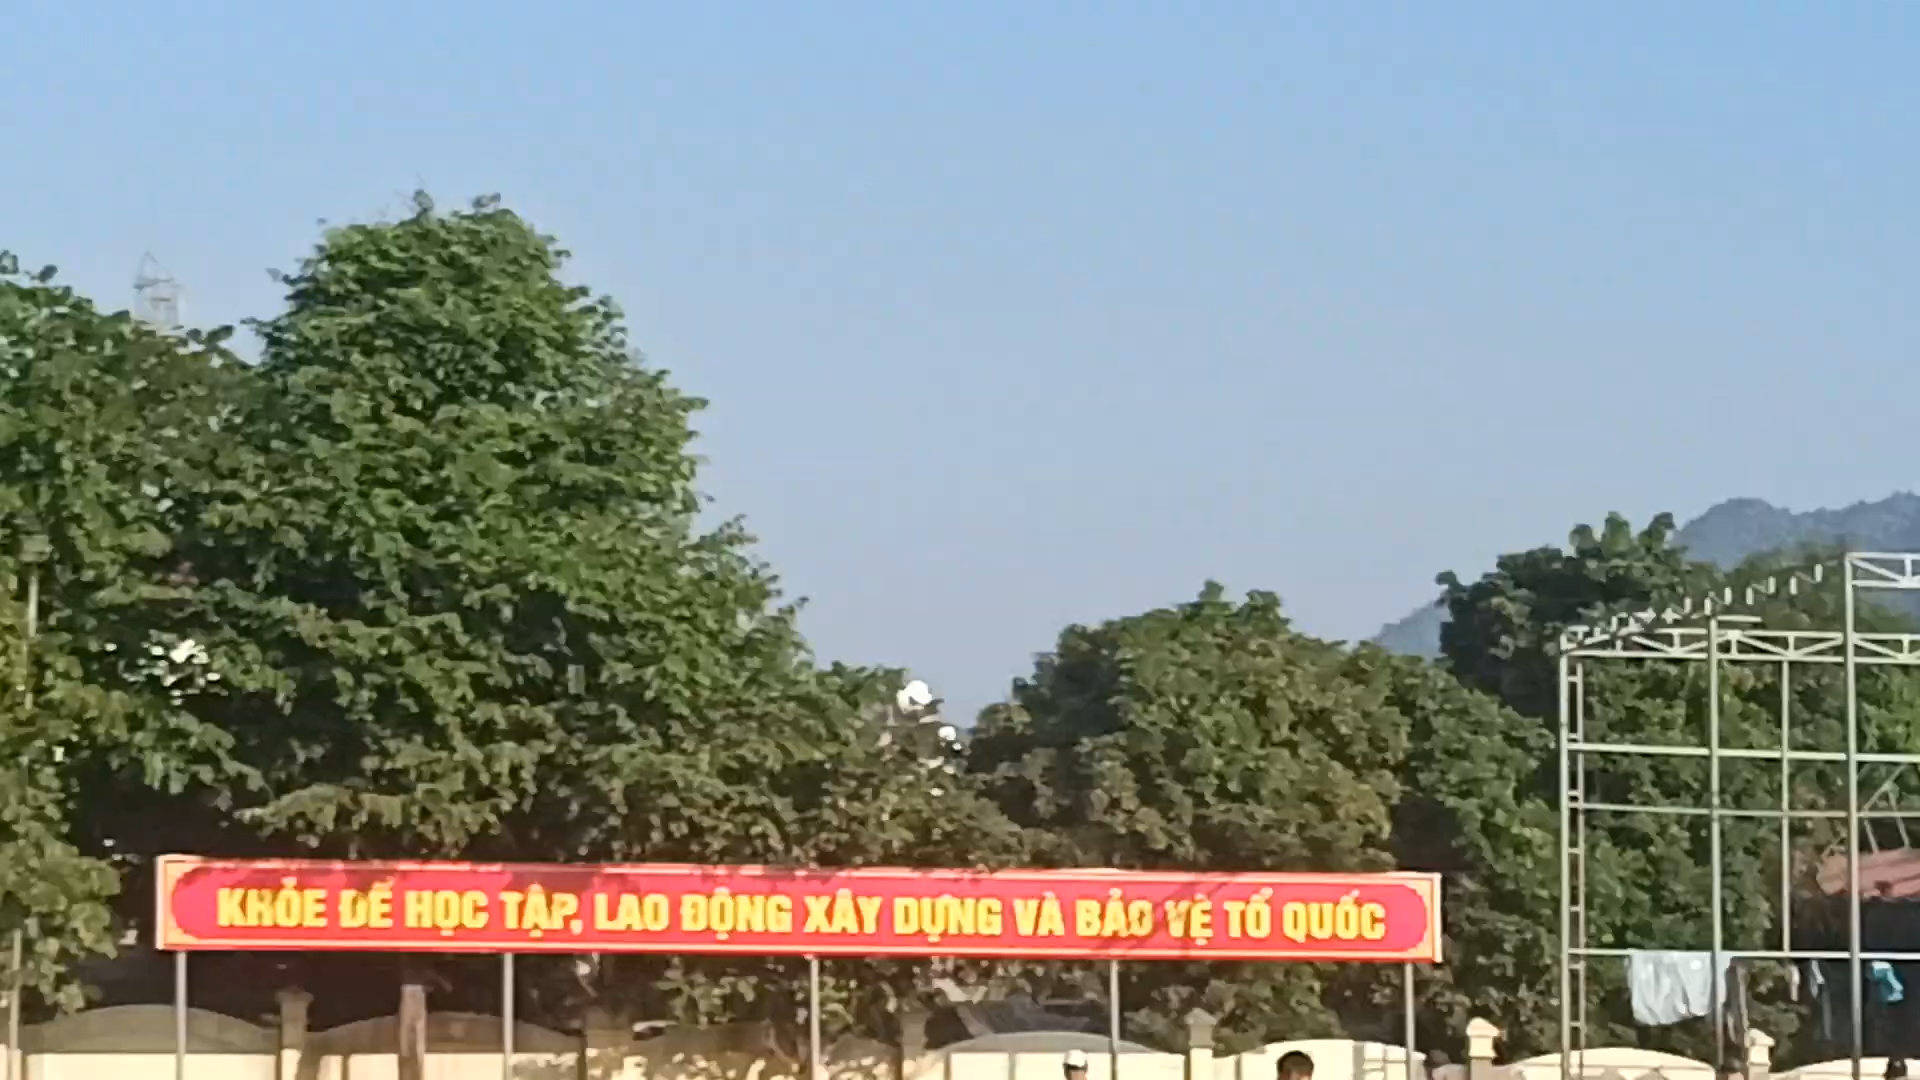 KHỎE ĐỂ HỌC TẬP, LAO ĐỘNG XÂY DỰNG VÀ BẢO VỆ TỔ QUỐC